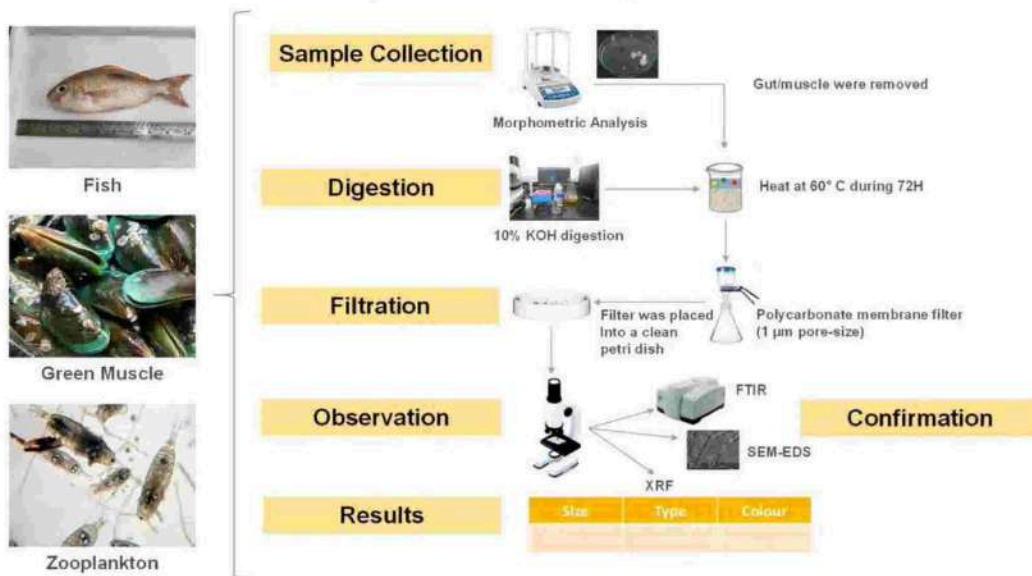 Fish
Green Muscle
Zooplankton
Sample Collection
Morphometric Analysis
Gut/muscle were removed
Digestion
10% KOH digestion
Heat at 60° C during 72H
Filtration
Filter was placed
Into a clean
petri dish
Polycarbonate membrane filter
(1 µm pore-size)
Observation
FTIR
SEM-EDS
XRF
Confirmation
Results
Size Type Colour